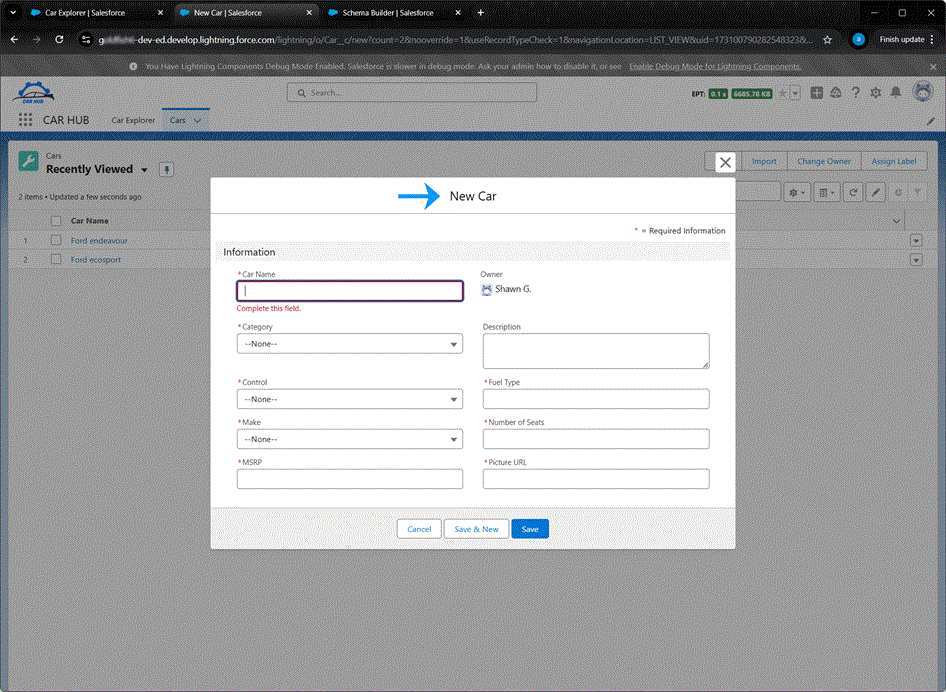 Car Explorer | Salesforce
New Car | Salesforce
Schema Builder | Salesforce
-dev-ed.develop.lightning.force.com/lightning/o/Car__c/new?count=2&nooverride=1&useRecordTypeCheck=1&navigationLocation=LIST_VIEW&uid=173100790282548323&...
a
Finish update
You Have Lightning Components Debug Mode Enabled. Salesforce is slower in debug mode. Ask your admin how to disable it, or see Enable Debug Mode for Lightning Components.
CAR HUB
Search...
EPT: 0.1 s 6685.78 KB
CAR HUB
Car Explorer
Cars
Cars
Recently Viewed
Import
Change Owner
Assign Label
2 items • Updated a few seconds ago
Car Name
1 Ford endeavour
2 Ford ecosport
New Car
* = Required Information
Information
*Car Name
Complete this field.
Owner
Shawn G.
*Category
--None--
Description
*Control
--None--
*Fuel Type
*Make
--None--
*Number of Seats
*MSRP
*Picture URL
Cancel
Save & New
Save